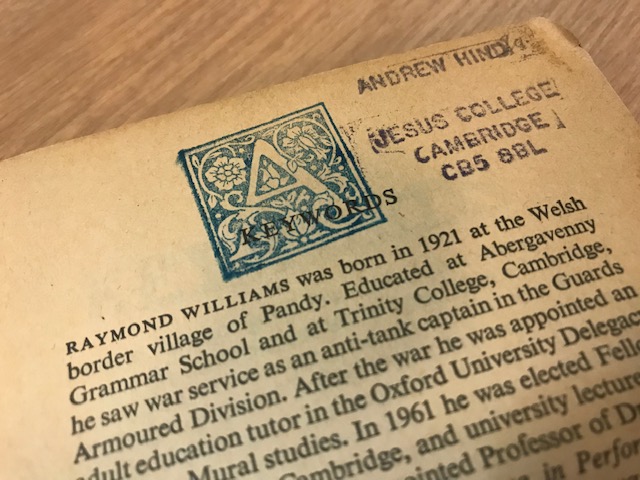 ANDREW HIND
JESUS COLLEGE
CAMBRIDGE
CB5 8BL
A
KEYWORDS
RAYMOND WILLIAMS was born in 1921 at the Welsh
border village of Pandy. Educated at Abergavenny
Grammar School and at Trinity College, Cambridge,
he saw war service as an anti-tank captain in the Guards
Armoured Division. After the war he was appointed an
adult education tutor in the Oxford University Delegacy
Mural studies. In 1961 he was elected
Cambridge, and university
Professor of
in